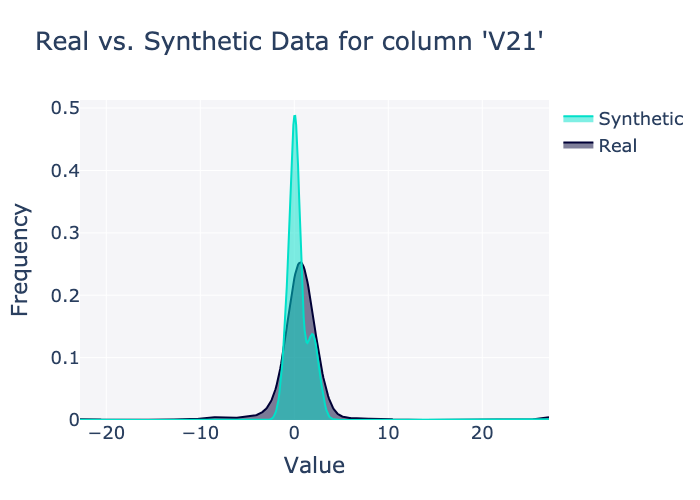 Real vs. Synthetic Data for column 'V21'
0.5
0.4
0.3
0.2
0.1
0
−20
−10
0
10
20
Frequency
Value
Synthetic
Real